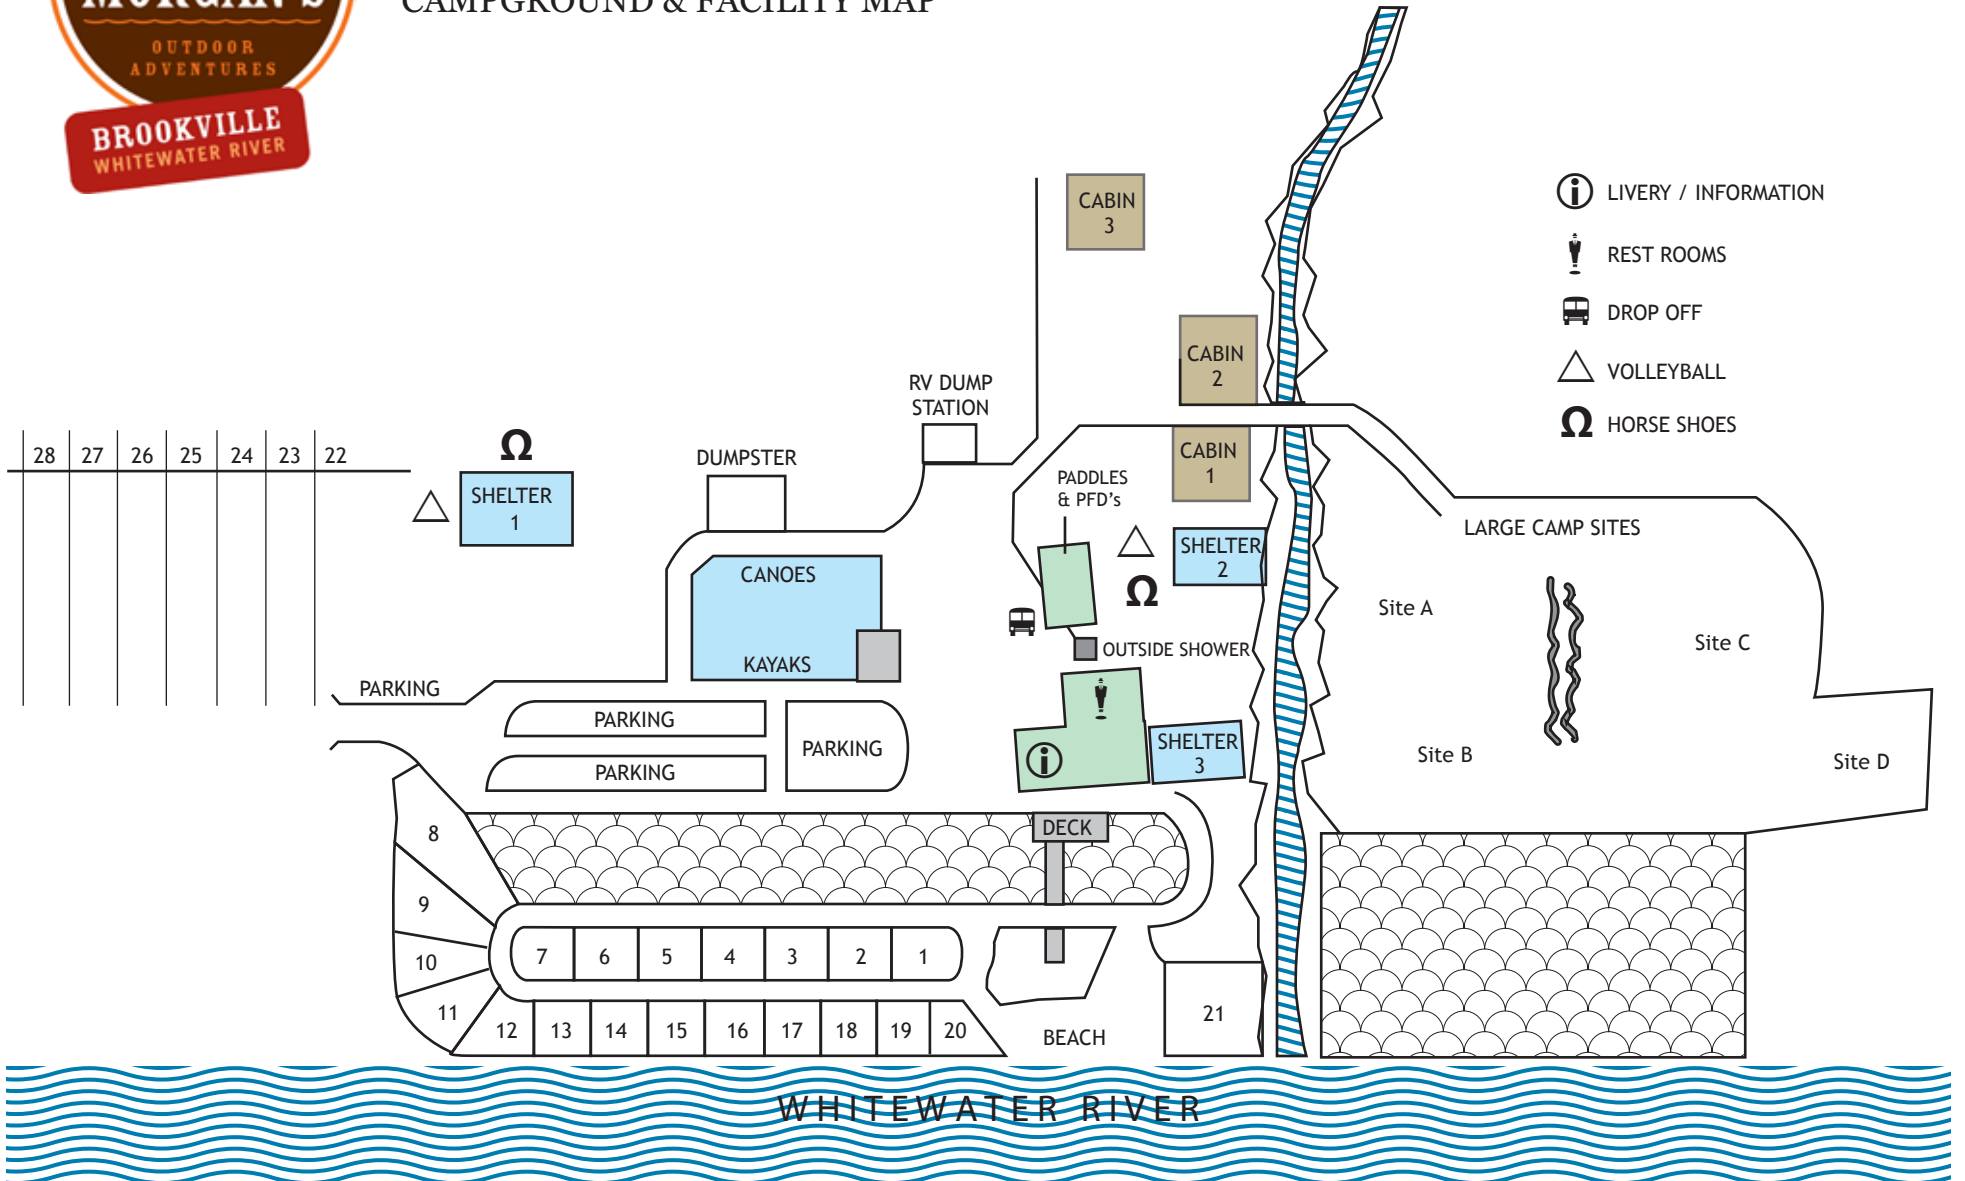 MORGAN'S
OUTDOOR
ADVENTURES
BROOKVILLE
WHITEWATER RIVER
CAMPGROUND & FACILITY MAP
LIVERY / INFORMATION
REST ROOMS
DROP OFF
VOLLEYBALL
Ω HORSE SHOES
CABIN
3
CABIN
2
CABIN
1
RV DUMP
STATION
DUMPSTER
28 27 26 25 24 23 22
Ω
SHELTER
1
PADDLES
& PFD's
SHELTER
2
Ω
CANOES
KAYAKS
OUTSIDE SHOWER
LARGE CAMP SITES
Site A
Site C
Site B
Site D
PARKING
PARKING
PARKING
PARKING
SHELTER
3
DECK
8
9
10
11
7 6 5 4 3 2 1
12 13 14 15 16 17 18 19 20
BEACH
21
WHITEWATER RIVER